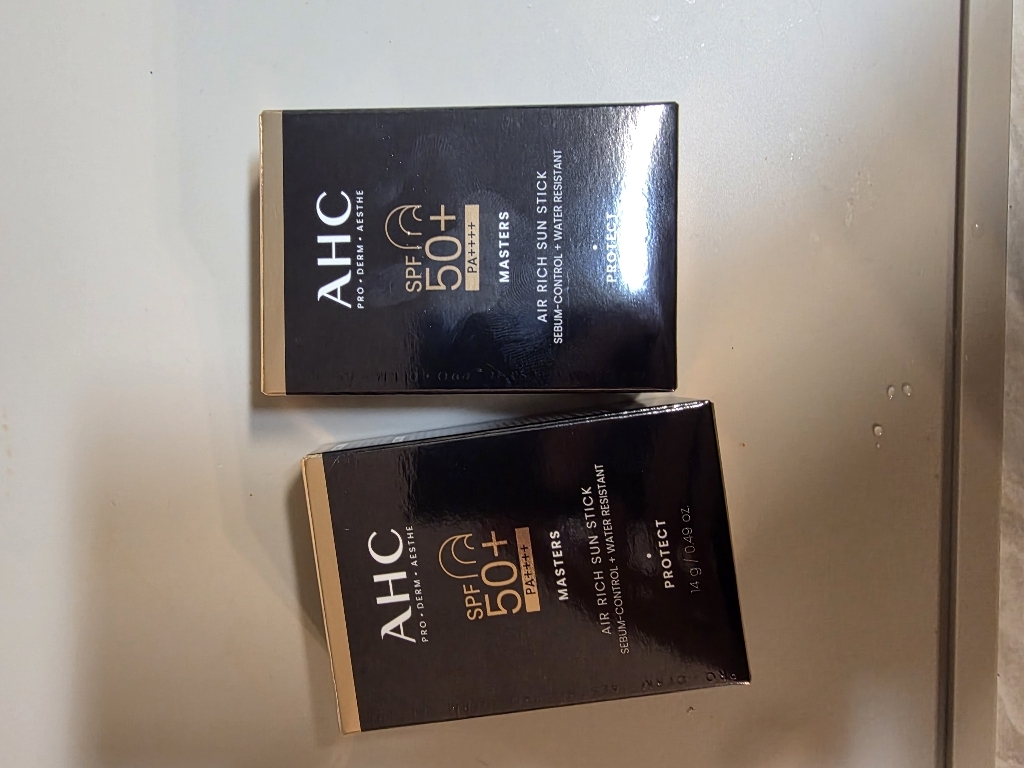 AHC
PRO • DERM • AESTHE
SPF
50+
PA++++
MASTERS
AIR RICH SUN STICK
SEBUM-CONTROL + WATER RESISTANT
PROTECT
AHC
PRO • DERM • AESTHE
SPF
50+
PA++++
MASTERS
AIR RICH SUN STICK
SEBUM-CONTROL + WATER RESISTANT
PROTECT
14 g / 0.49 oz